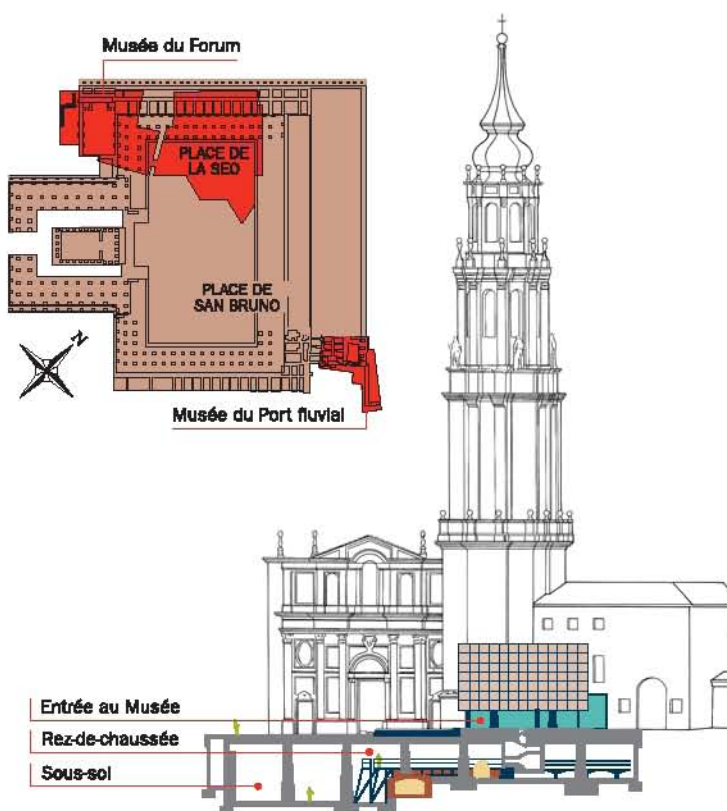 Musée du Forum
PLACE DE
LA SEO
PLACE DE
SAN BRUNO
N
Musée du Port fluvial
Entrée au Musée
Rez-de-chaussée
Sous-sol